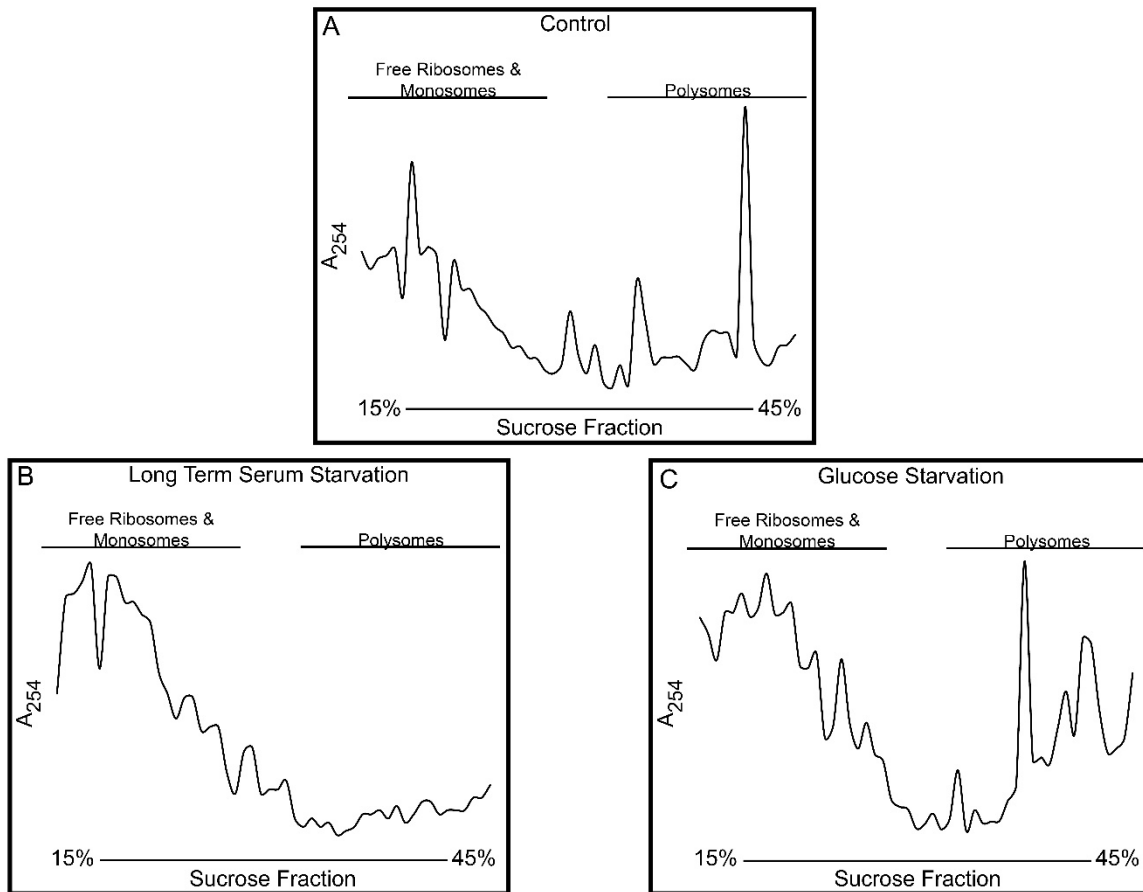 A
Control
Free Ribosomes &
Monosomes
Polysomes
A254
15%
45%
Sucrose Fraction
B
Long Term Serum Starvation
Free Ribosomes &
Monosomes
Polysomes
A254
15%
45%
Sucrose Fraction
C
Glucose Starvation
Free Ribosomes &
Monosomes
Polysomes
A254
15%
45%
Sucrose Fraction